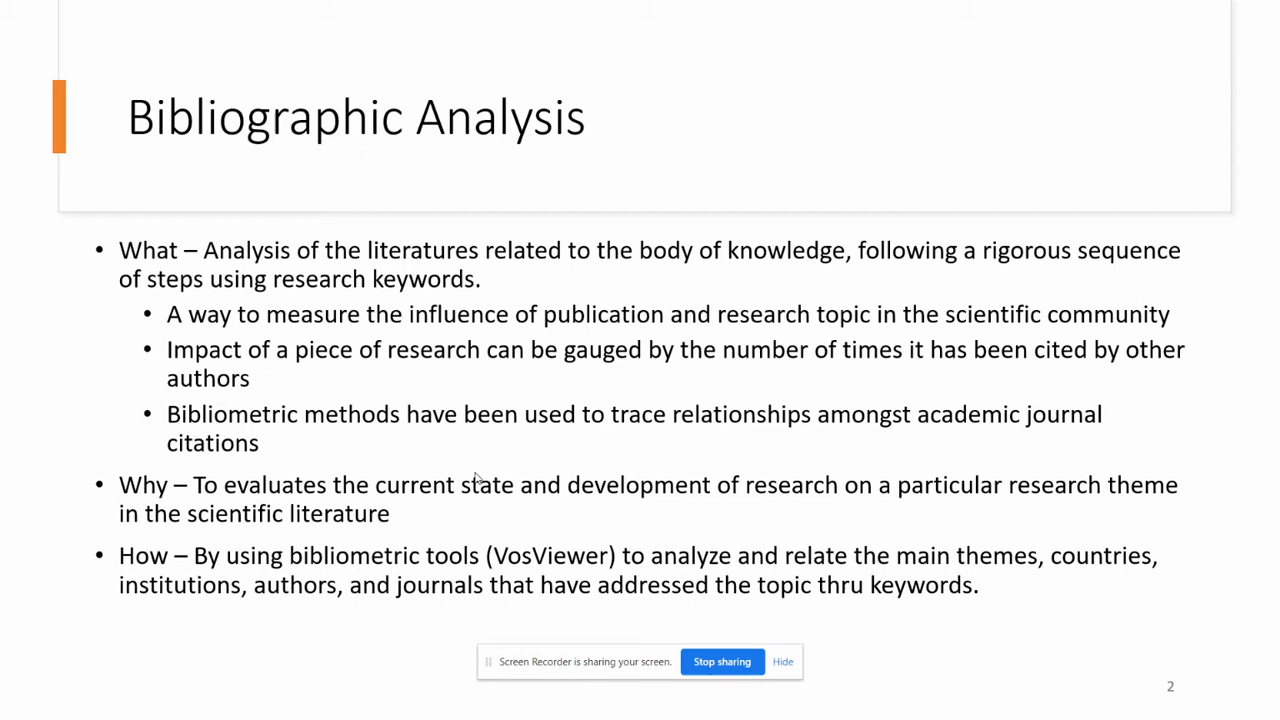 Bibliographic Analysis
• What – Analysis of the literatures related to the body of knowledge, following a rigorous sequence
of steps using research keywords.
• A way to measure the influence of publication and research topic in the scientific community
• Impact of a piece of research can be gauged by the number of times it has been cited by other
authors
• Bibliometric methods have been used to trace relationships amongst academic journal
citations
• Why – To evaluates the current state and development of research on a particular research theme
in the scientific literature
• How – By using bibliometric tools (VosViewer) to analyze and relate the main themes, countries,
institutions, authors, and journals that have addressed the topic thru keywords.
Screen Recorder is sharing your screen. Stop sharing Hide
2